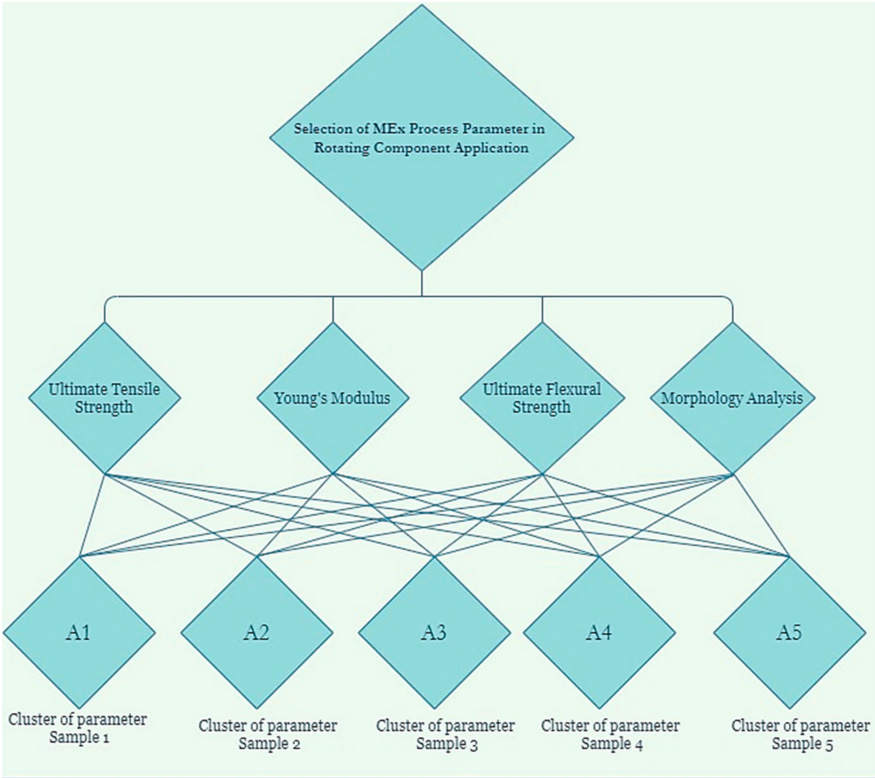 Selection of MEx Process Parameter in
Rotating Component Application
Ultimate Tensile
Strength
Young's Modulus
Ultimate Flexural
Strength
Morphology Analysis
A1
A2
A3
A4
A5
Cluster of parameter
Sample 1
Cluster of parameter
Sample 2
Cluster of parameter
Sample 3
Cluster of parameter
Sample 4
Cluster of parameter
Sample 5